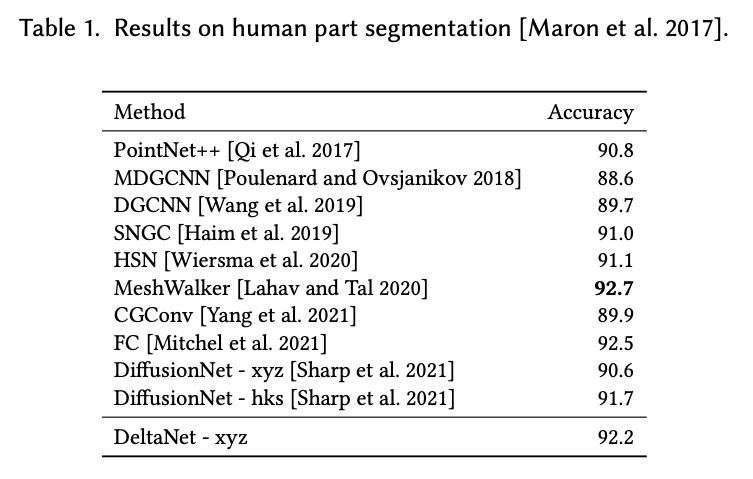 Table 1. Results on human part segmentation [Maron et al. 2017].
Method Accuracy
PointNet++ [Qi et al. 2017] 90.8
MDGCNN [Poulenard and Ovsjanikov 2018] 88.6
DGCNN [Wang et al. 2019] 89.7
SNGC [Haim et al. 2019] 91.0
HSN [Wiersma et al. 2020] 91.1
MeshWalker [Lahav and Tal 2020] 92.7
CGConv [Yang et al. 2021] 89.9
FC [Mitchel et al. 2021] 92.5
DiffusionNet - xyz [Sharp et al. 2021] 90.6
DiffusionNet - hks [Sharp et al. 2021] 91.7
DeltaNet - xyz 92.2